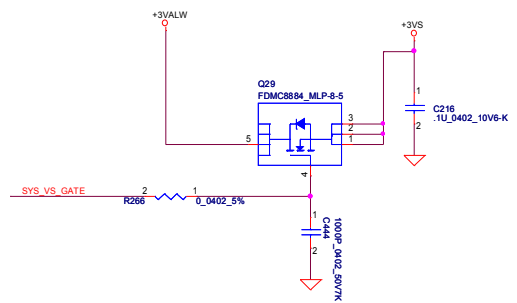 +3VALW
+3VS
Q29
FDMC8884_MLP-8-5
5
3
2
1
4
1
2
C216
.1U_0402_10V6-K
SYS_VS_GATE
2
1
R266
0_0402_5%
1
2
C444
1000P_0402_50V7K